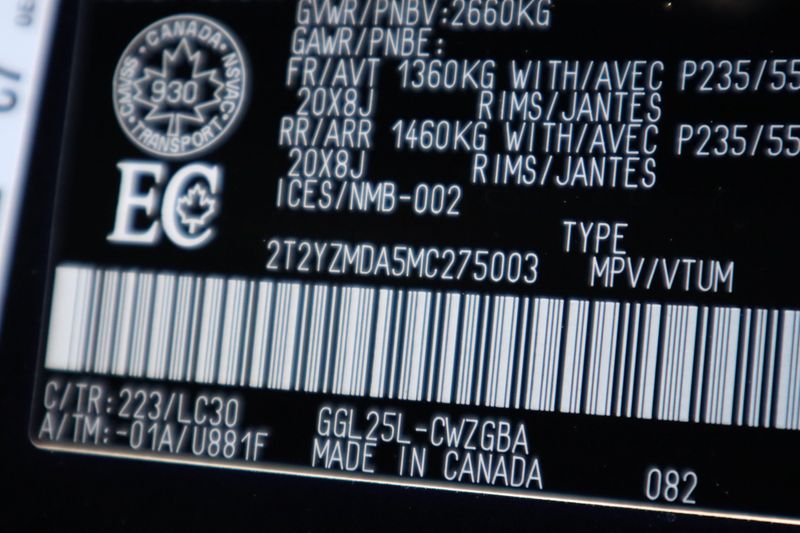 GVWR/PNBV:2660KG
GAWR/PNBE:
FR/AVT 1360KG WITH/AVEC P235/55
20X8J RIMS/JANTES
RR/ARR 1460KG WITH/AVEC P235/55
20X8J RIMS/JANTES
ICES/NMB-002
CANADA
CMVSS 930 NSVAC
TRANSPORT
EC
TYPE
2T2YZMDA5MC275003 MPV/VTUM
C/TR:223/LC30
A/TM:-01A/U881F
GGL25L-CWZGBA
MADE IN CANADA
082